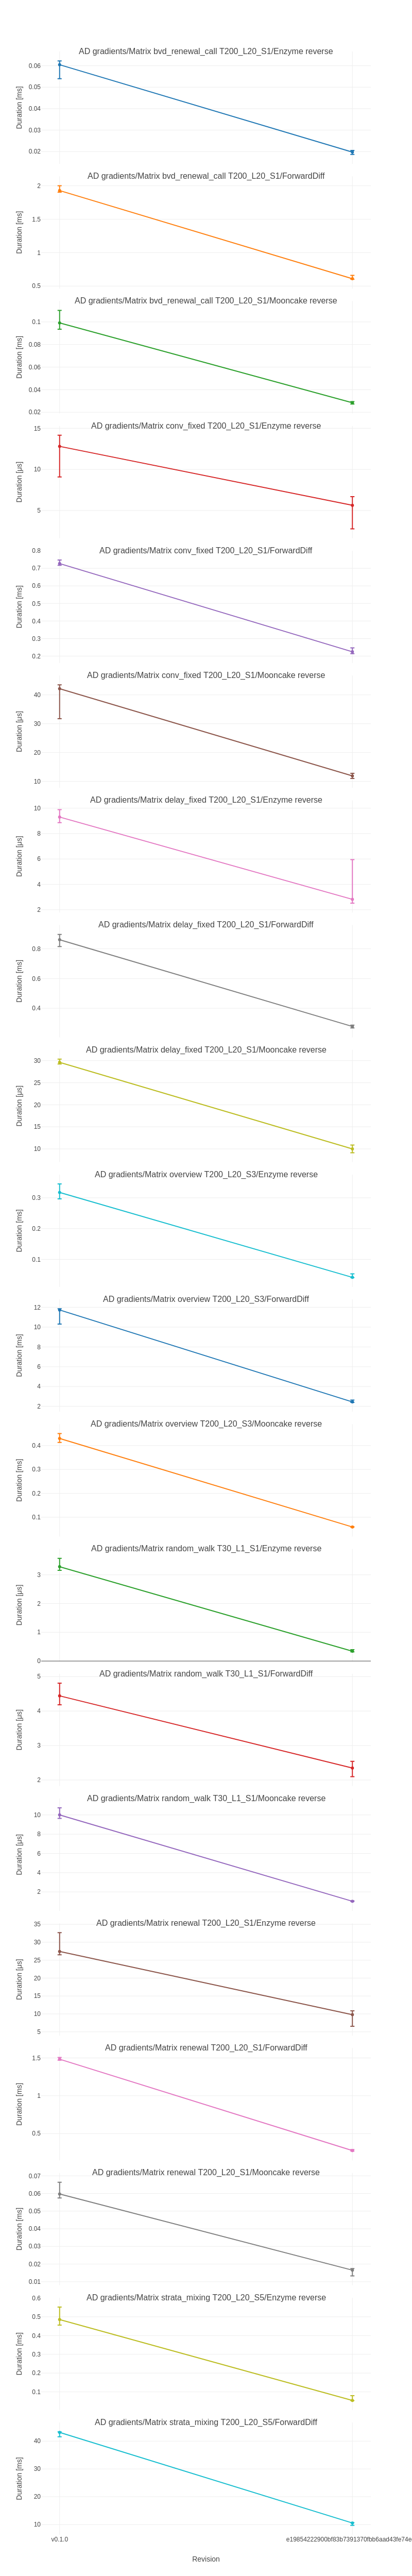 AD gradients/Matrix bvd_renewal_call T200_L20_S1/Enzyme reverse
0.06
0.05
0.04
0.03
0.02
Duration [ms]
AD gradients/Matrix bvd_renewal_call T200_L20_S1/ForwardDiff
2
1.5
1
0.5
Duration [ms]
AD gradients/Matrix bvd_renewal_call T200_L20_S1/Mooncake reverse
0.1
0.08
0.06
0.04
0.02
Duration [ms]
AD gradients/Matrix conv_fixed T200_L20_S1/Enzyme reverse
15
10
5
Duration [µs]
AD gradients/Matrix conv_fixed T200_L20_S1/ForwardDiff
0.8
0.7
0.6
0.5
0.4
0.3
0.2
Duration [ms]
AD gradients/Matrix conv_fixed T200_L20_S1/Mooncake reverse
40
30
20
10
Duration [µs]
AD gradients/Matrix delay_fixed T200_L20_S1/Enzyme reverse
10
8
6
4
2
Duration [µs]
AD gradients/Matrix delay_fixed T200_L20_S1/ForwardDiff
0.8
0.6
0.4
Duration [ms]
AD gradients/Matrix delay_fixed T200_L20_S1/Mooncake reverse
30
25
20
15
10
Duration [µs]
AD gradients/Matrix overview T200_L20_S3/Enzyme reverse
0.3
0.2
0.1
Duration [ms]
AD gradients/Matrix overview T200_L20_S3/ForwardDiff
12
10
8
6
4
2
Duration [ms]
AD gradients/Matrix overview T200_L20_S3/Mooncake reverse
0.4
0.3
0.2
0.1
Duration [ms]
AD gradients/Matrix random_walk T30_L1_S1/Enzyme reverse
3
2
1
0
Duration [µs]
AD gradients/Matrix random_walk T30_L1_S1/ForwardDiff
5
4
3
2
Duration [µs]
AD gradients/Matrix random_walk T30_L1_S1/Mooncake reverse
10
8
6
4
2
Duration [µs]
AD gradients/Matrix renewal T200_L20_S1/Enzyme reverse
35
30
25
20
15
10
5
Duration [µs]
AD gradients/Matrix renewal T200_L20_S1/ForwardDiff
1.5
1
0.5
Duration [ms]
AD gradients/Matrix renewal T200_L20_S1/Mooncake reverse
0.07
0.06
0.05
0.04
0.03
0.02
0.01
Duration [ms]
AD gradients/Matrix strata_mixing T200_L20_S5/Enzyme reverse
0.6
0.5
0.4
0.3
0.2
0.1
Duration [ms]
AD gradients/Matrix strata_mixing T200_L20_S5/ForwardDiff
40
30
20
10
Duration [ms]
v0.1.0
e19854222900bf83b7391370fbb6aad43fe74e
Revision